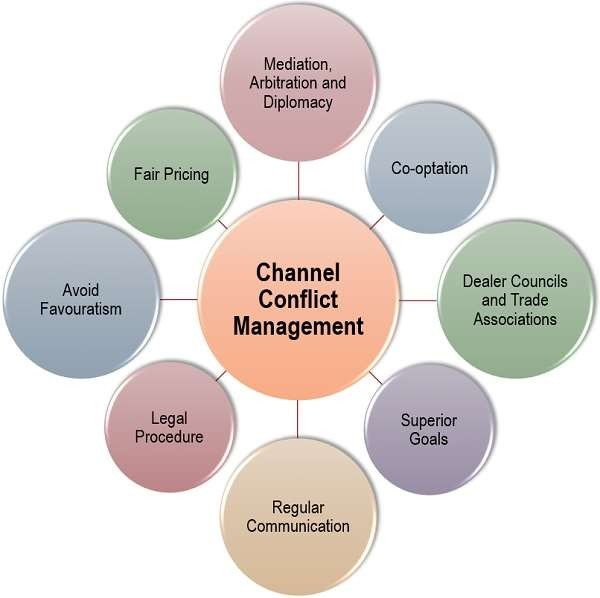 Mediation,
Arbitration and
Diplomacy
Co-optation
Dealer Councils
and Trade
Associations
Superior
Goals
Regular
Communication
Legal
Procedure
Avoid
Favouratism
Fair Pricing
Channel
Conflict
Management